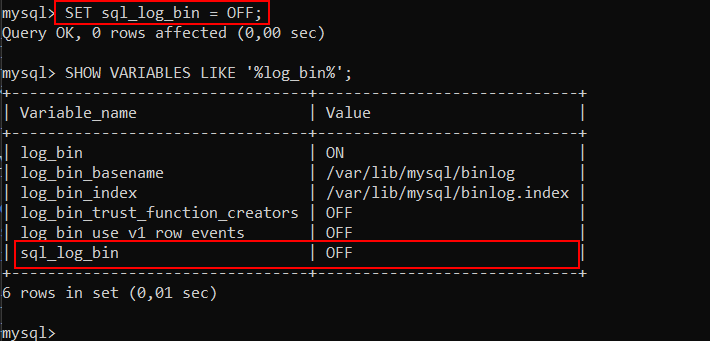 mysql> SET sql_log_bin = OFF;
Query OK, 0 rows affected (0,00 sec)
mysql> SHOW VARIABLES LIKE '%log_bin%';
+---------------------------------+-----------------------------+
| Variable_name                   | Value                       |
+---------------------------------+-----------------------------+
| log_bin                         | ON                          |
| log_bin_basename                | /var/lib/mysql/binlog       |
| log_bin_index                   | /var/lib/mysql/binlog.index |
| log_bin_trust_function_creators | OFF                         |
| log_bin_use_v1_row_events       | OFF                         |
| sql_log_bin                     | OFF                         |
+---------------------------------+-----------------------------+
6 rows in set (0,01 sec)
mysql>